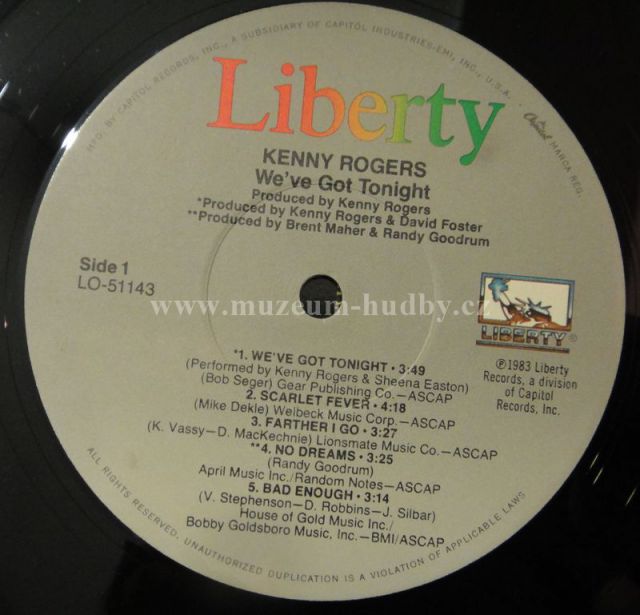 MFD. BY CAPITOL RECORDS, INC., A SUBSIDIARY OF CAPITOL INDUSTRIES-EMI, INC., U.S.A. · Capitol MARCA REG.
Liberty
KENNY ROGERS
We've Got Tonight
Produced by Kenny Rogers
*Produced by Kenny Rogers & David Foster
**Produced by Brent Maher & Randy Goodrum
Side 1
LO-51143
www.muzeum-hudby.cz
LIBERTY®
℗1983 Liberty
Records, a division
of Capitol
Records, Inc.
*1. WE'VE GOT TONIGHT • 3:49
(Performed by Kenny Rogers & Sheena Easton)
(Bob Seger) Gear Publishing Co.—ASCAP
2. SCARLET FEVER • 4:18
(Mike Dekle) Welbeck Music Corp.—ASCAP
3. FARTHER I GO • 3:27
(K. Vassy—D. MacKechnie) Lionsmate Music Co.—ASCAP
**4. NO DREAMS • 3:25
(Randy Goodrum)
April Music Inc./Random Notes—ASCAP
5. BAD ENOUGH • 3:14
(V. Stephenson—D. Robbins—J. Silbar)
House of Gold Music Inc./
Bobby Goldsboro Music, Inc.—BMI/ASCAP
ALL RIGHTS RESERVED. UNAUTHORIZED DUPLICATION IS A VIOLATION OF APPLICABLE LAWS